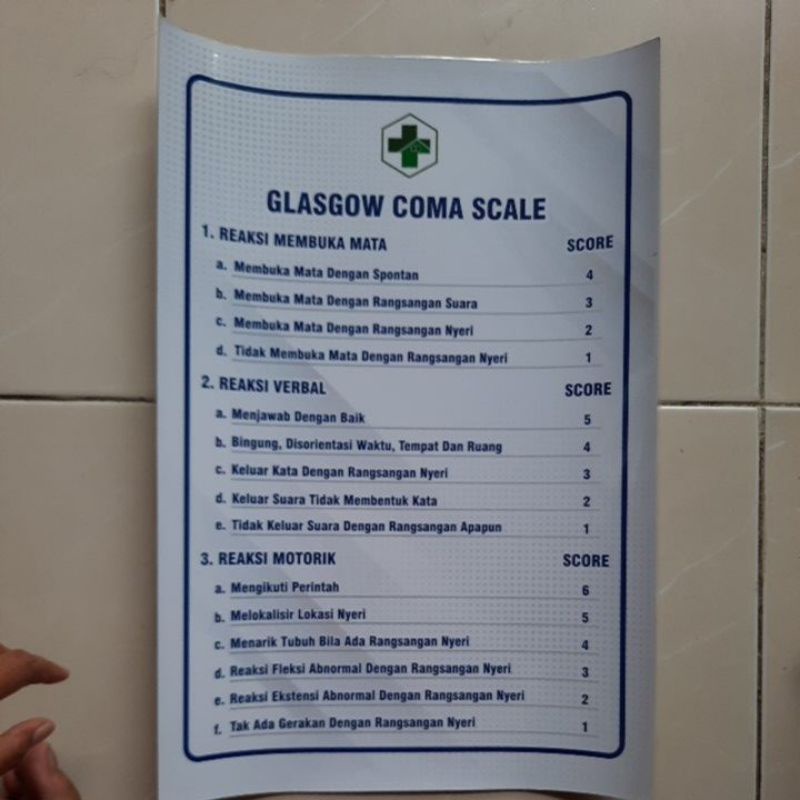 GLASGOW COMA SCALE
1. REAKSI MEMBUKA MATA SCORE
a. Membuka Mata Dengan Spontan 4
b. Membuka Mata Dengan Rangsangan Suara 3
c. Membuka Mata Dengan Rangsangan Nyeri 2
d. Tidak Membuka Mata Dengan Rangsangan Nyeri 1
2. REAKSI VERBAL SCORE
a. Menjawab Dengan Baik 5
b. Bingung, Disorientasi Waktu, Tempat Dan Ruang 4
c. Keluar Kata Dengan Rangsangan Nyeri 3
d. Keluar Suara Tidak Membentuk Kata 2
e. Tidak Keluar Suara Dengan Rangsangan Apapun 1
3. REAKSI MOTORIK SCORE
a. Mengikuti Perintah 6
b. Melokalisir Lokasi Nyeri 5
c. Menarik Tubuh Bila Ada Rangsangan Nyeri 4
d. Reaksi Fleksi Abnormal Dengan Rangsangan Nyeri 3
e. Reaksi Ekstensi Abnormal Dengan Rangsangan Nyeri 2
f. Tak Ada Gerakan Dengan Rangsangan Nyeri 1